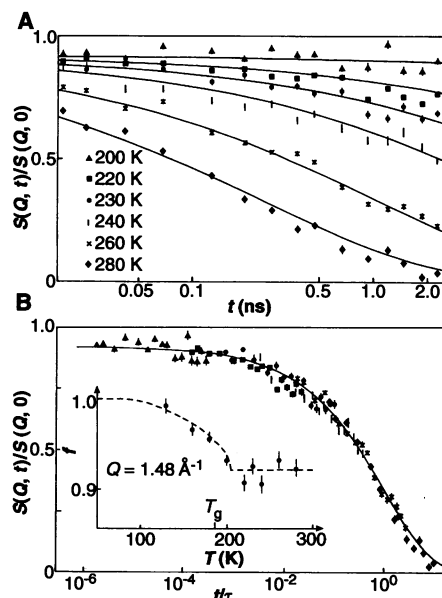 A
1.0
0.5
0
S(Q, t)/S (Q, 0)
200 K
220 K
230 K
240 K
260 K
280 K
0.05
0.1
0.5
1.0
2.0
t (ns)
B
1.0
0.5
0
S(Q, t)/S (Q, 0)
1.0
0.9
f
Q = 1.48 Å⁻¹
Tg
100
200
300
T (K)
10⁻⁶
10⁻⁴
10⁻²
10⁰
t/τ